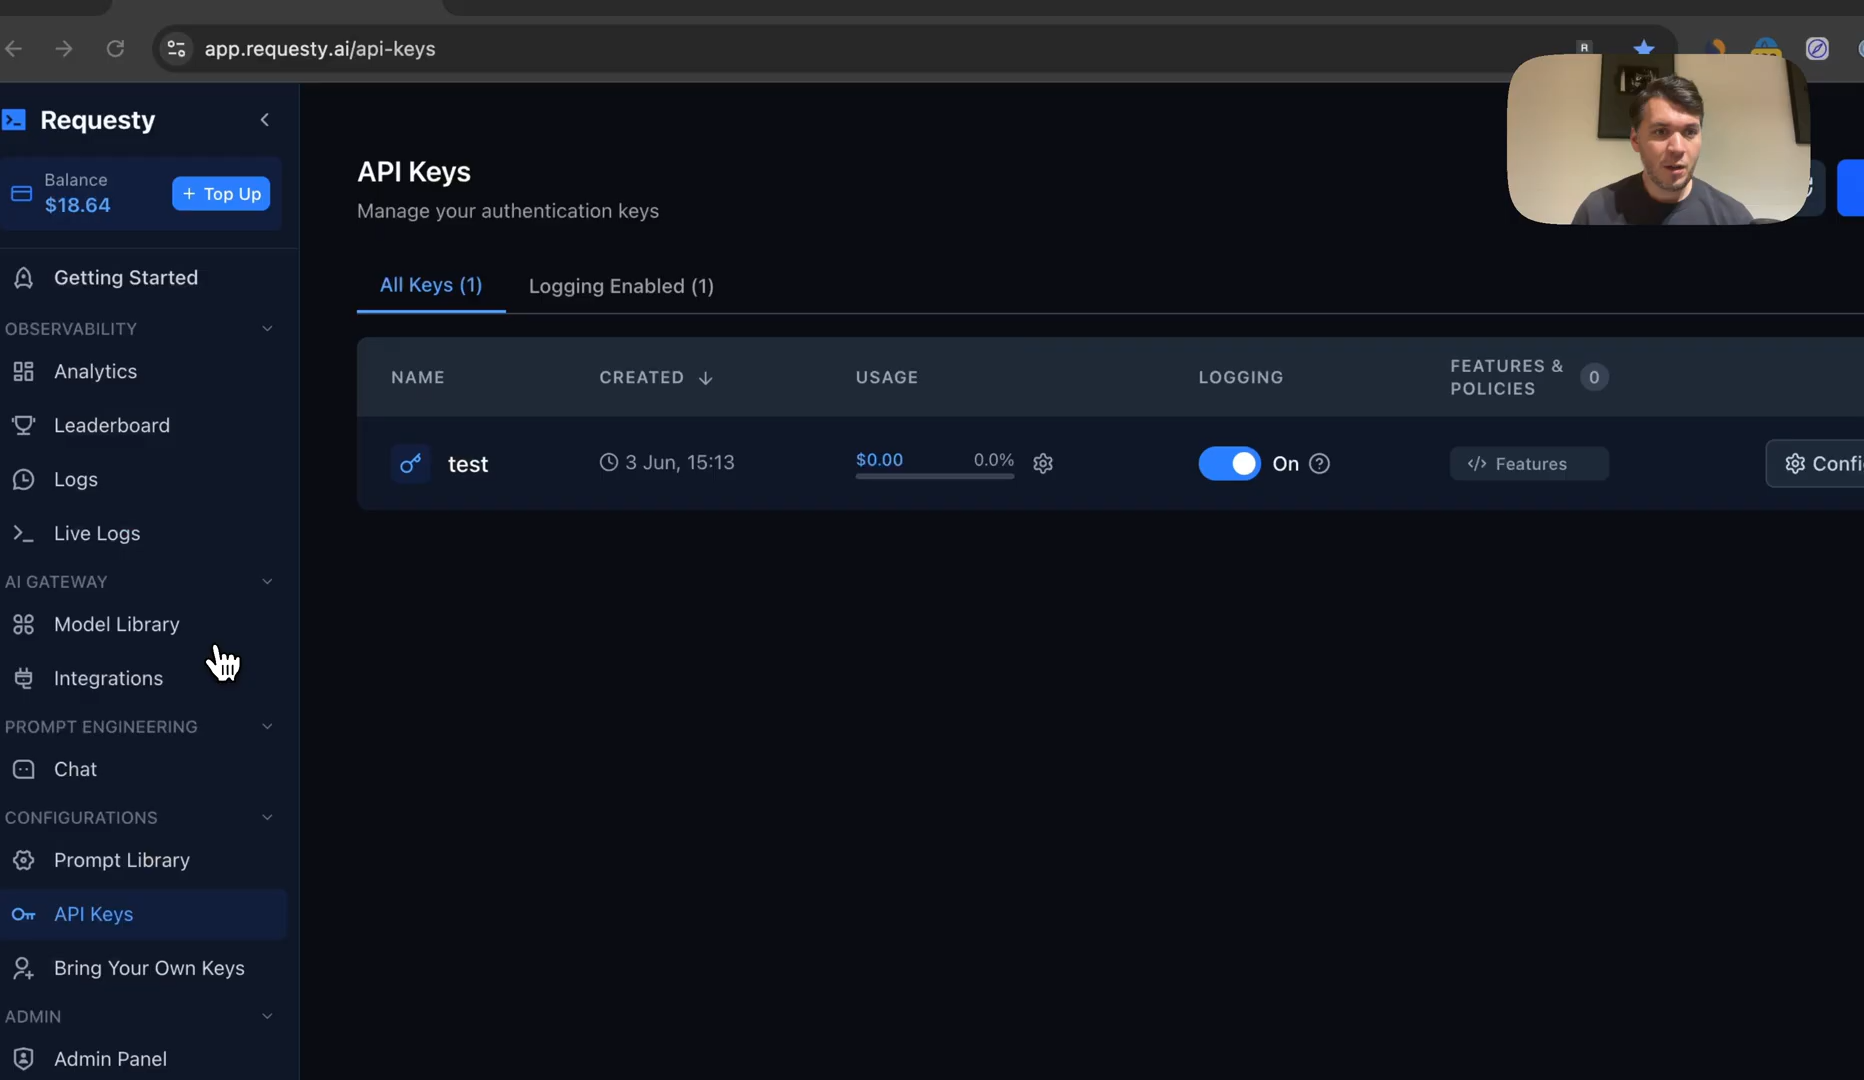 app.requesty.ai/api-keys
Requesty
Balance
$18.64
+ Top Up
Getting Started
OBSERVABILITY
Analytics
Leaderboard
Logs
Live Logs
AI GATEWAY
Model Library
Integrations
PROMPT ENGINEERING
Chat
CONFIGURATIONS
Prompt Library
API Keys
Bring Your Own Keys
ADMIN
Admin Panel
API Keys
Manage your authentication keys
All Keys (1)
Logging Enabled (1)
NAME
CREATED
USAGE
LOGGING
FEATURES &
POLICIES
0
test
3 Jun, 15:13
$0.00
0.0%
On
</> Features
Confi